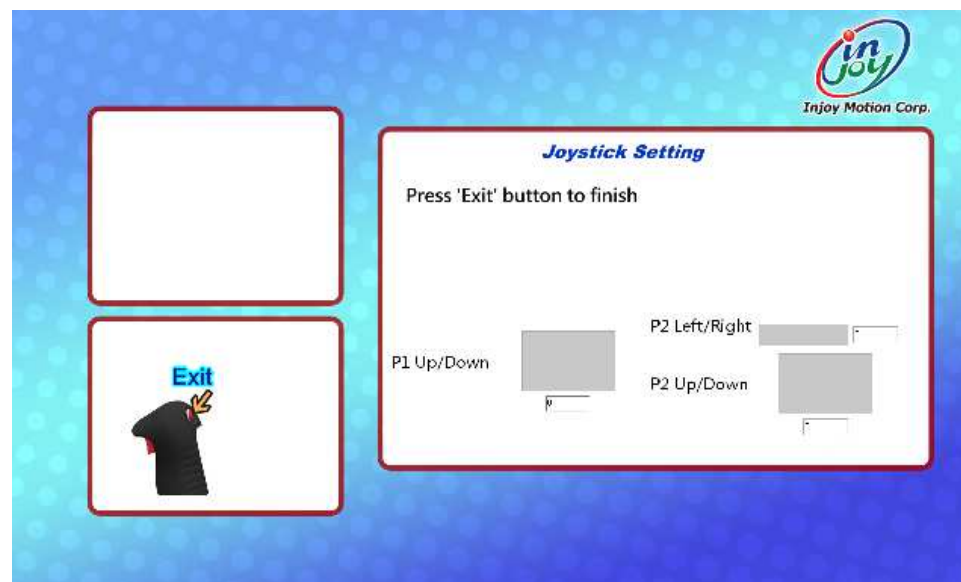 in
joy
Injoy Motion Corp.
Joystick Setting
Press 'Exit' button to finish
P2 Left/Right
-
P1 Up/Down
P2 Up/Down
-
Exit